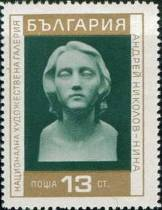 БЪЛГАРИЯ
НАЦИОНАЛНА ХУДОЖЕСТВЕНА ГАЛЕРИЯ
АНДРЕЙ НИКОЛОВ-НИНА
ПОЩА 13 СТ.